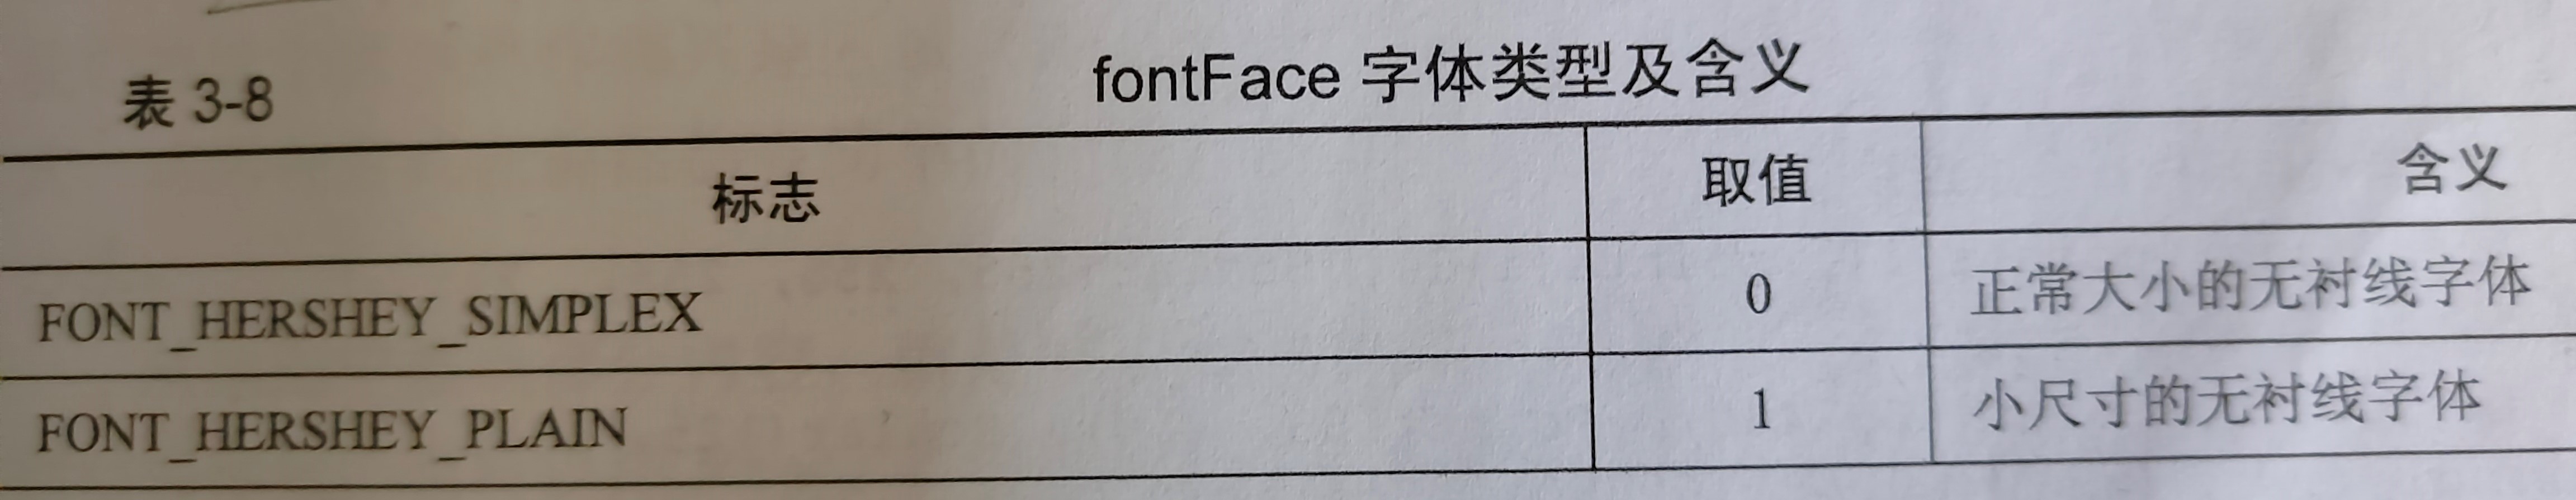 表 3-8 fontFace 字体类型及含义
标志 取值 含义
FONT_HERSHEY_SIMPLEX 0 正常大小的无衬线字体
FONT_HERSHEY_PLAIN 1 小尺寸的无衬线字体